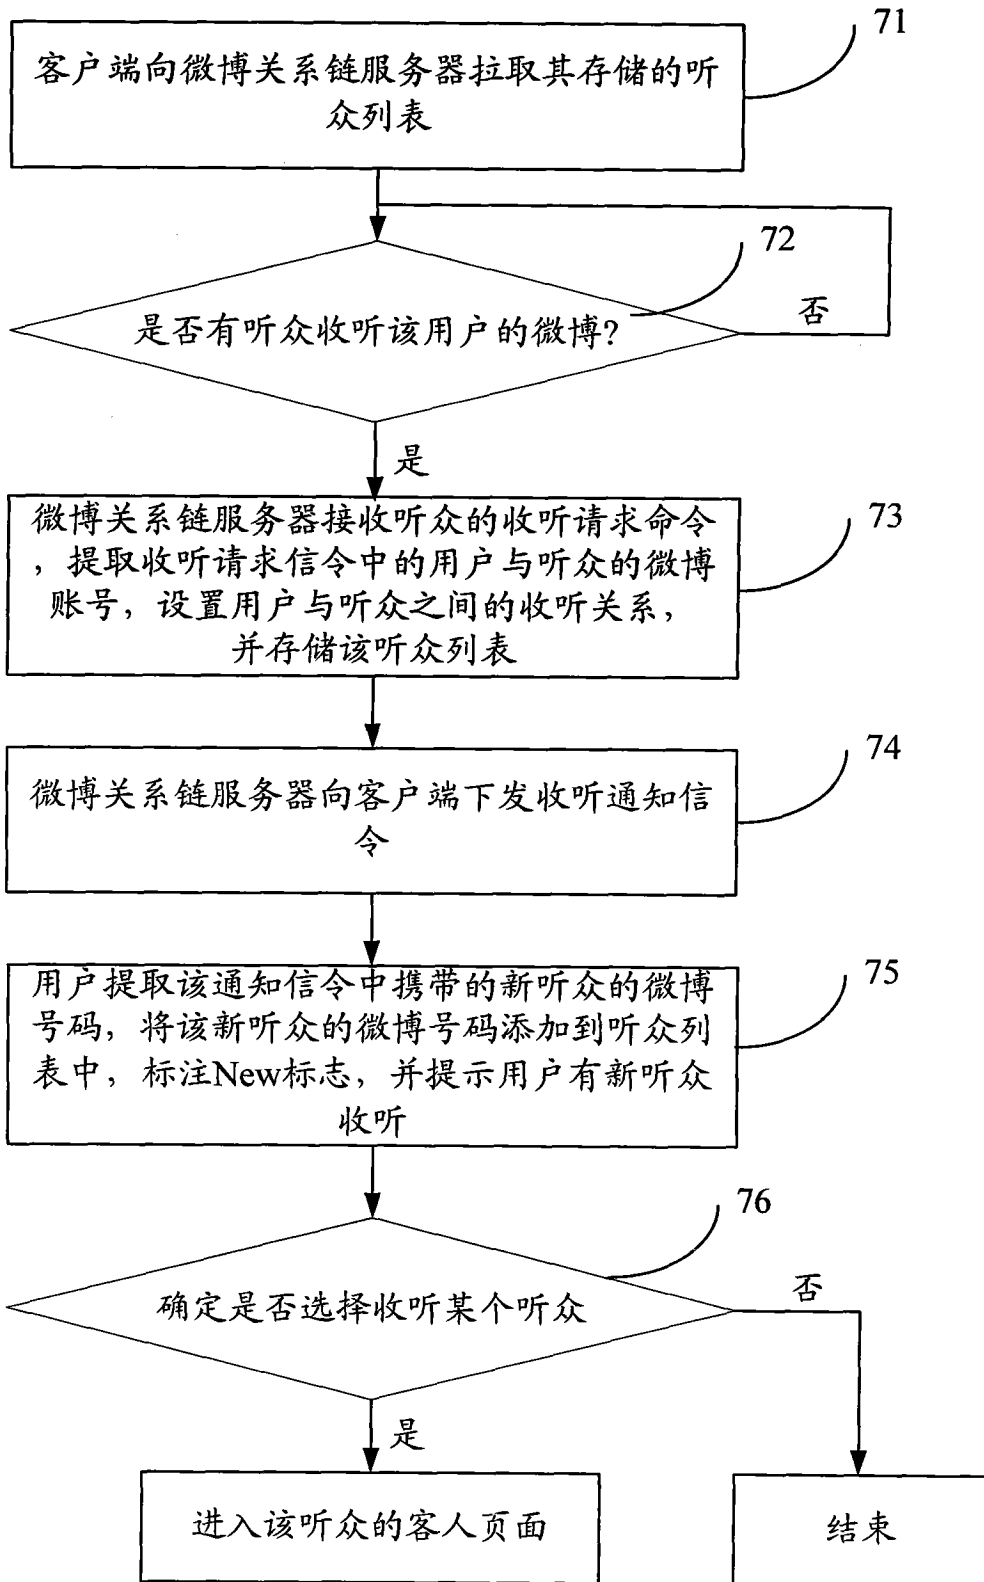 71
客户端向微博关系链服务器拉取其存储的听
众列表
72
是否有听众收听该用户的微博?
否
是
73
微博关系链服务器接收听众的收听请求命令
，提取收听请求信令中的用户与听众的微博
账号，设置用户与听众之间的收听关系，
并存储该听众列表
74
微博关系链服务器向客户端下发收听通知信
令
75
用户提取该通知信令中携带的新听众的微博
号码，将该新听众的微博号码添加到听众列
表中，标注New标志，并提示用户有新听众
收听
76
确定是否选择收听某个听众
否
是
进入该听众的客人页面
结束